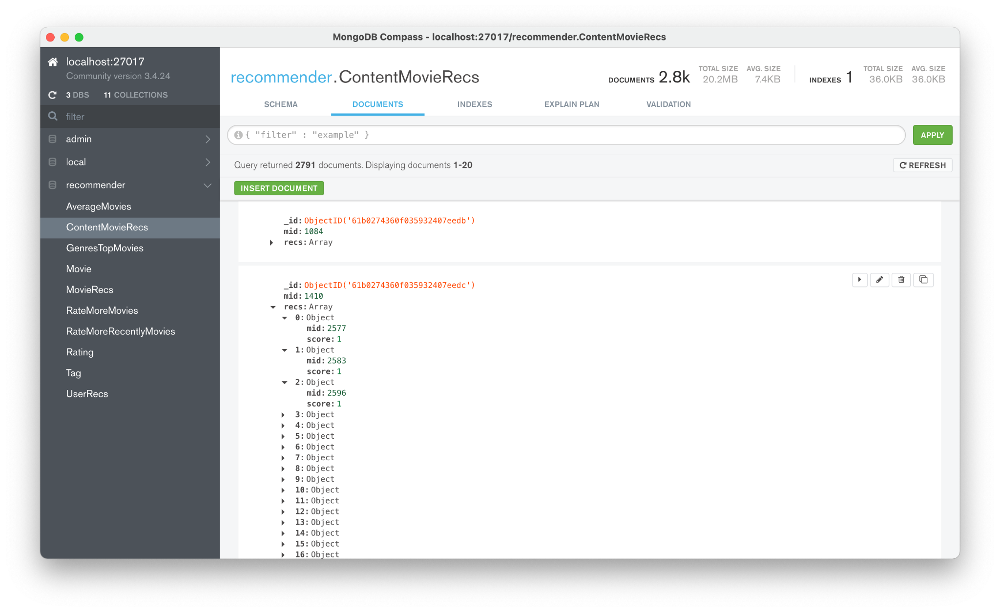 MongoDB Compass - localhost:27017/recommender.ContentMovieRecs
localhost:27017
Community version 3.4.24
3 DBS 11 COLLECTIONS
filter
admin
local
recommender
AverageMovies
ContentMovieRecs
GenresTopMovies
Movie
MovieRecs
RateMoreMovies
RateMoreRecentlyMovies
Rating
Tag
UserRecs
recommender.ContentMovieRecs
DOCUMENTS 2.8k TOTAL SIZE 20.2MB AVG. SIZE 7.4KB
INDEXES 1 TOTAL SIZE 36.0KB AVG. SIZE 36.0KB
SCHEMA DOCUMENTS INDEXES EXPLAIN PLAN VALIDATION
{ "filter" : "example" } APPLY
Query returned 2791 documents. Displaying documents 1-20 REFRESH
INSERT DOCUMENT
_id: ObjectID('61b0274360f035932407eedb')
mid: 1084
recs: Array
_id: ObjectID('61b0274360f035932407eedc')
mid: 1410
recs: Array
0: Object
mid: 2577
score: 1
1: Object
mid: 2583
score: 1
2: Object
mid: 2596
score: 1
3: Object
4: Object
5: Object
6: Object
7: Object
8: Object
9: Object
10: Object
11: Object
12: Object
13: Object
14: Object
15: Object
16: Object